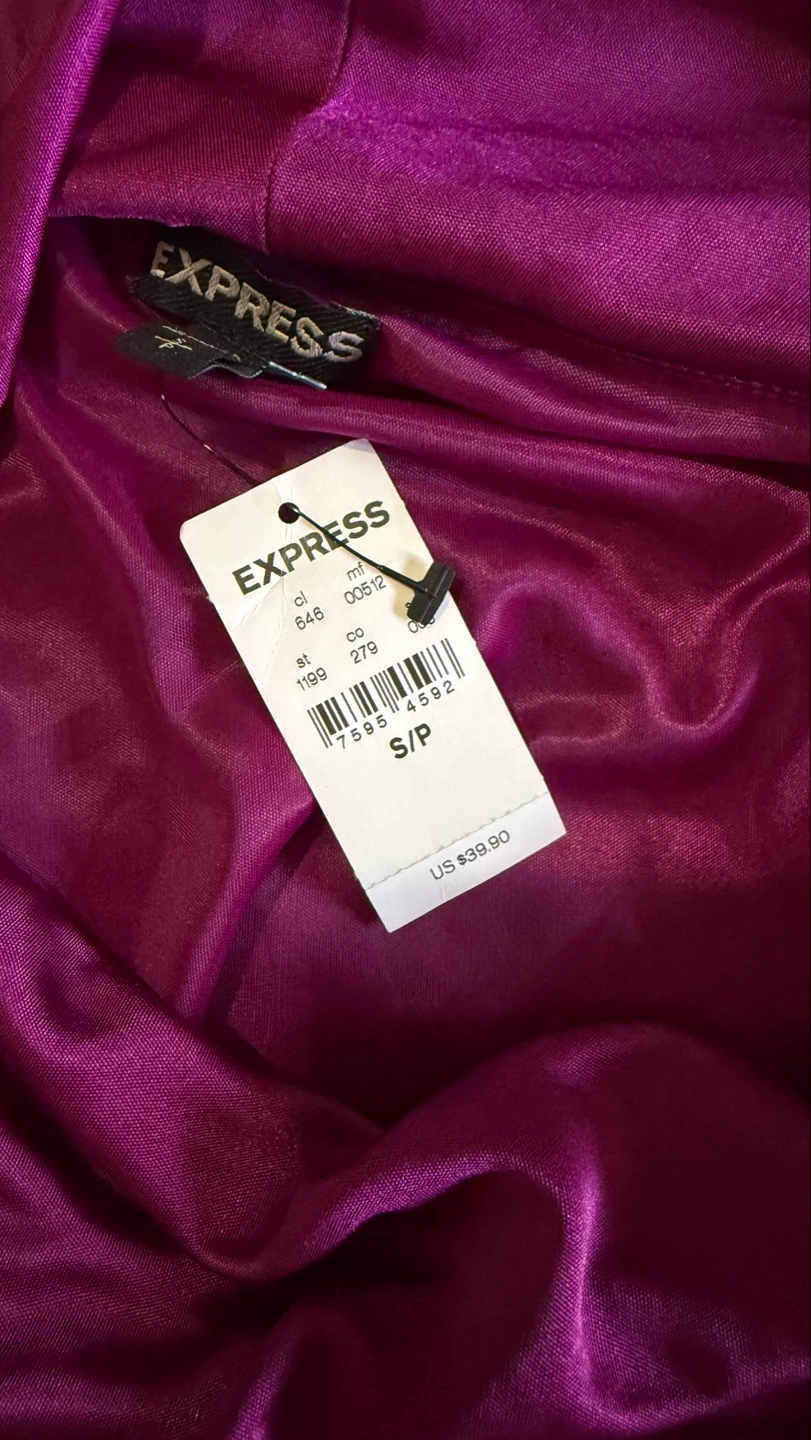 EXPRESS
EXPRESS
cl mf
646 00512
st co
1199 279
7595 4592
S/P
US $39.90